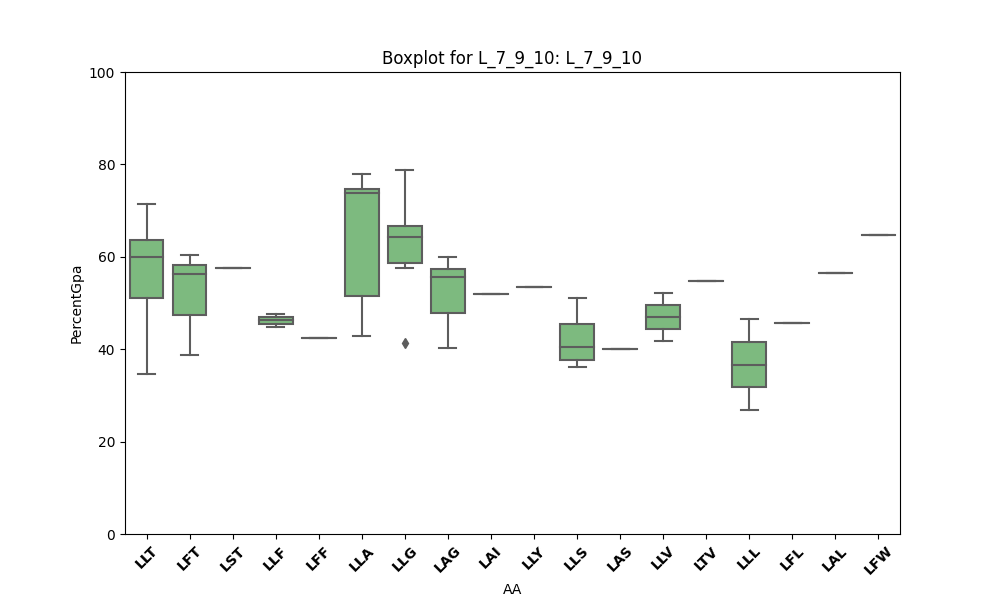 Boxplot for L_7_9_10: L_7_9_10
100
80
60
40
20
0
PercentGpa
LLT LFT LST LLF LFF LLA LLG LAG LAI LLY LLS LAS LLV LTV LLL LFL LAL LFW
AA